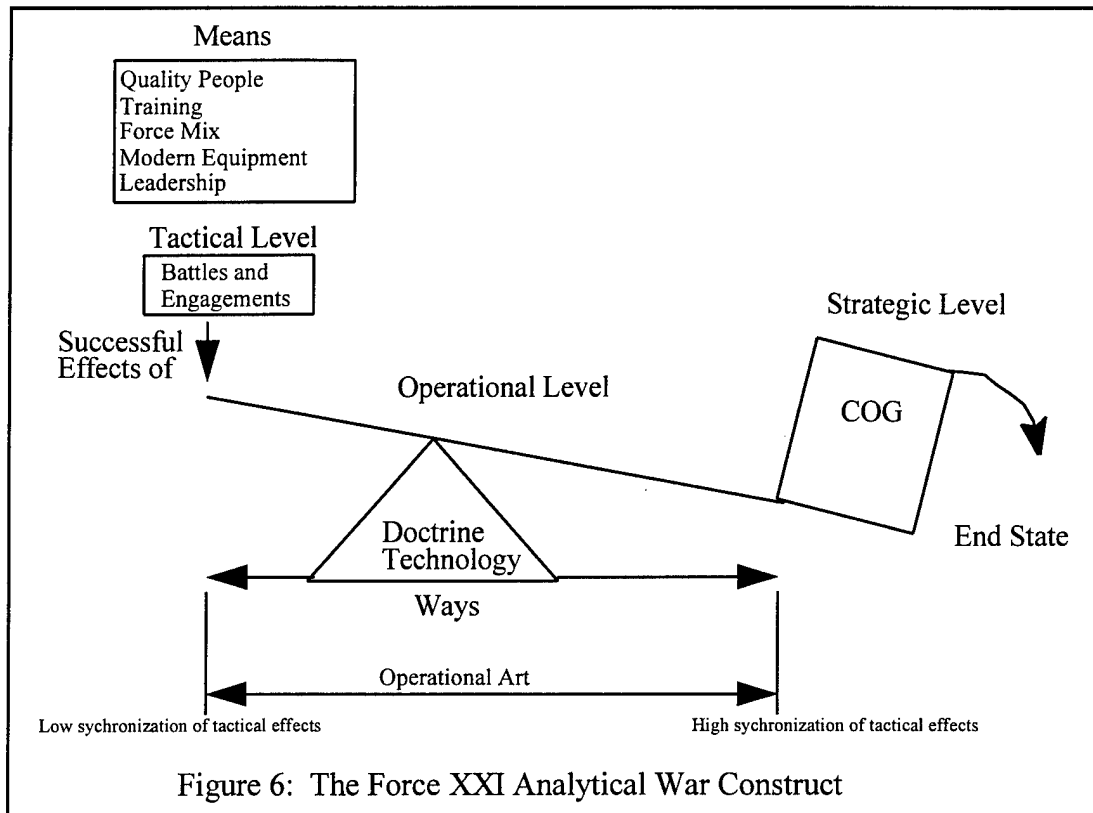 Means
Quality People
Training
Force Mix
Modern Equipment
Leadership
Tactical Level
Battles and
Engagements
Successful
Effects of
Operational Level
Strategic Level
COG
End State
Doctrine
Technology
Ways
Operational Art
Low sychronization of tactical effects
High sychronization of tactical effects
Figure 6: The Force XXI Analytical War Construct